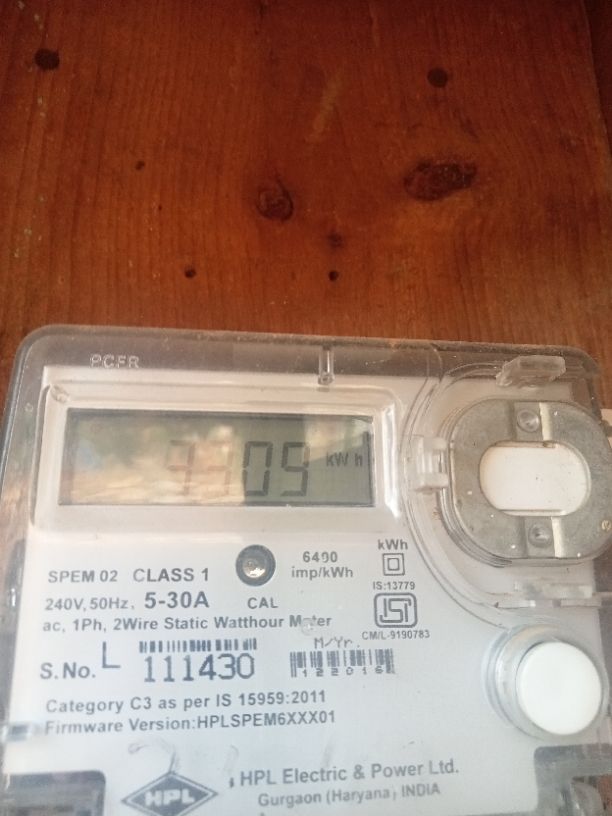 PCFR
kWh
SPEM 02 CLASS 1
6400
imp/kWh
kWh
IS:13779
240V, 50Hz, 5-30A CAL
ac, 1Ph, 2Wire Static Watthour Meter
CM/L-9190783
S.No. L 111430
M/Yr.
122016
Category C3 as per IS 15959:2011
Firmware Version:HPLSPEM6XXX01
HPL
HPL Electric & Power Ltd.
Gurgaon (Haryana) INDIA